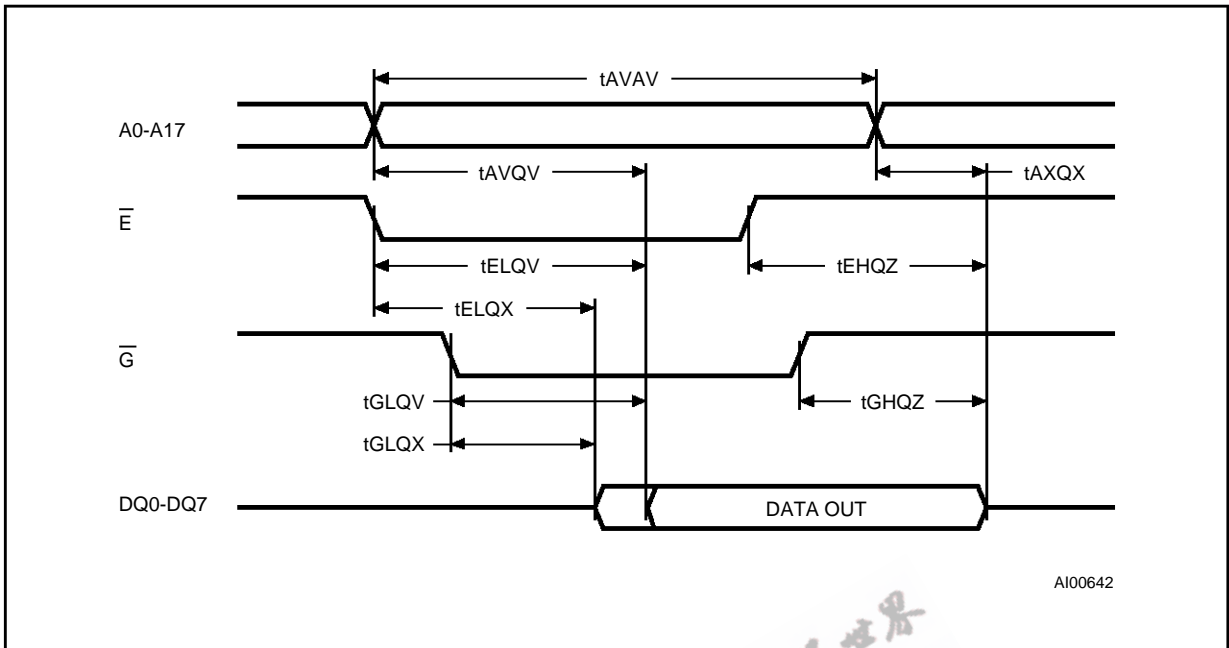 tAVAV
A0-A17
tAVQV
tAXQX
E̅
tELQV
tEHQZ
tELQX
G̅
tGLQV
tGHQZ
tGLQX
DQ0-DQ7
DATA OUT
AI00642